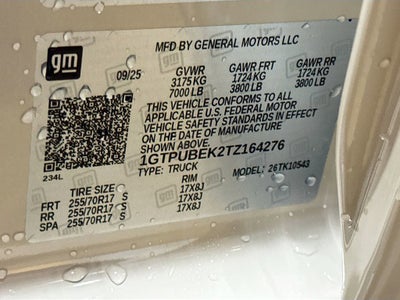 gm
MFD BY GENERAL MOTORS LLC
09/25 GVWR GAWR FRT GAWR RR
3175 KG 1724 KG 1724 KG
7000 LB 3800 LB 3800 LB
THIS VEHICLE CONFORMS TO ALL
APPLICABLE U.S. FEDERAL MOTOR
VEHICLE SAFETY STANDARDS IN EFFECT
ON THE DATE OF MANUFACTURE
SHOWN ABOVE.
1GTPUBEK2TZ164276
234L TYPE: TRUCK MODEL: 26TK10543
TIRE SIZE RIM
FRT 255/70R17 S 17X8J
RR 255/70R17 S 17X8J
SPA 255/70R17 S 17X8J